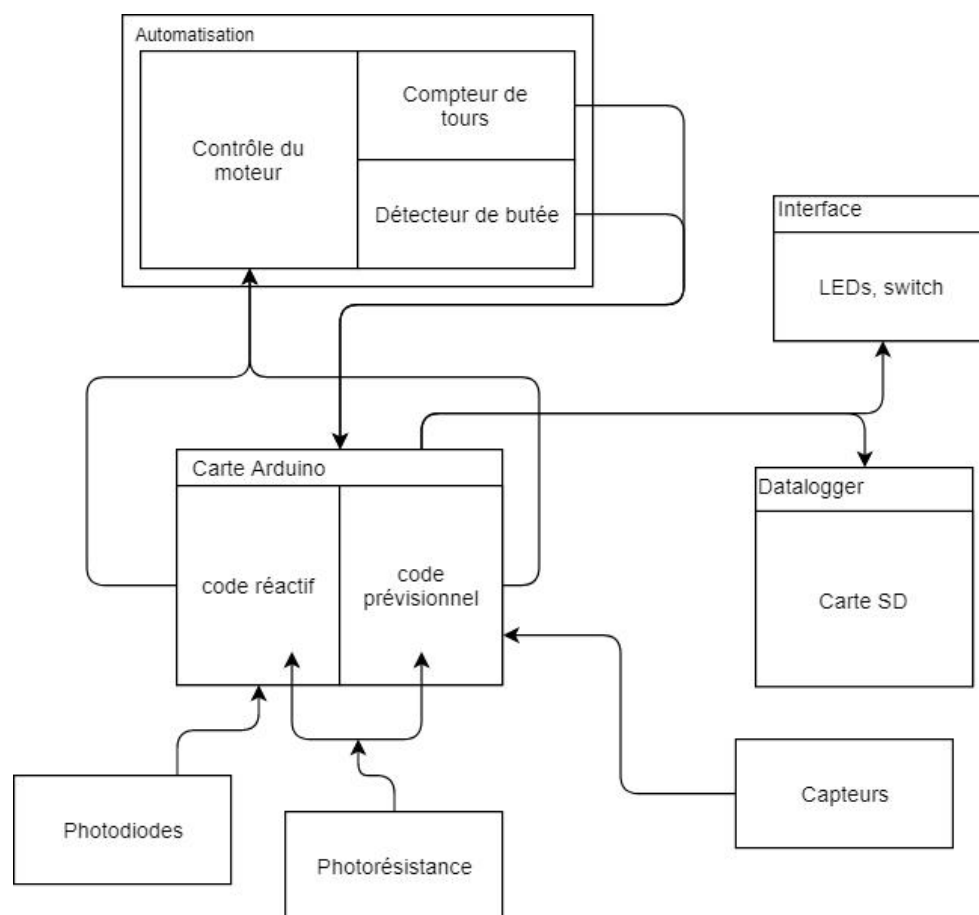 Automatisation
Contrôle du
moteur
Compteur de
tours
Détecteur de butée
Interface
LEDs, switch
Carte Arduino
code réactif
code
prévisionnel
Datalogger
Carte SD
Photodiodes
Photorésistance
Capteurs